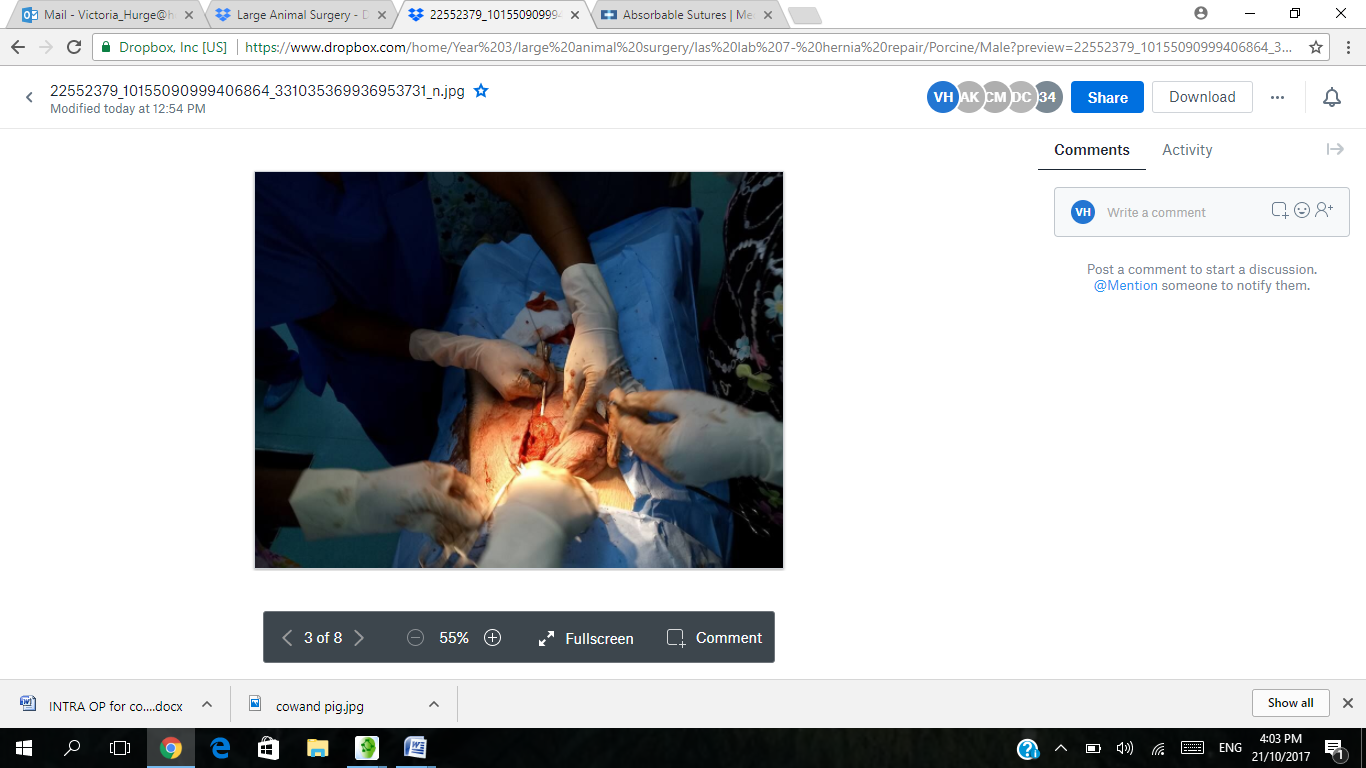 Mail - Victoria_Hurge@h
Large Animal Surgery - D
22552379_101550909994
Absorbable Sutures | Me
Dropbox, Inc [US]
https://www.dropbox.com/home/Year%203/large%20animal%20surgery/las%20lab%207-%20hernia%20repair/Porcine/Male?preview=22552379_10155090999406864_3...
22552379_10155090999406864_331035369936953731_n.jpg
Modified today at 12:54 PM
VH AK CM DC 34
Share
Download
Comments
Activity
VH
Write a comment
Post a comment to start a discussion.
@Mention someone to notify them.
3 of 8
55%
Fullscreen
Comment
INTRA OP for co....docx
cowand pig.jpg
Show all
ENG
4:03 PM
21/10/2017
1